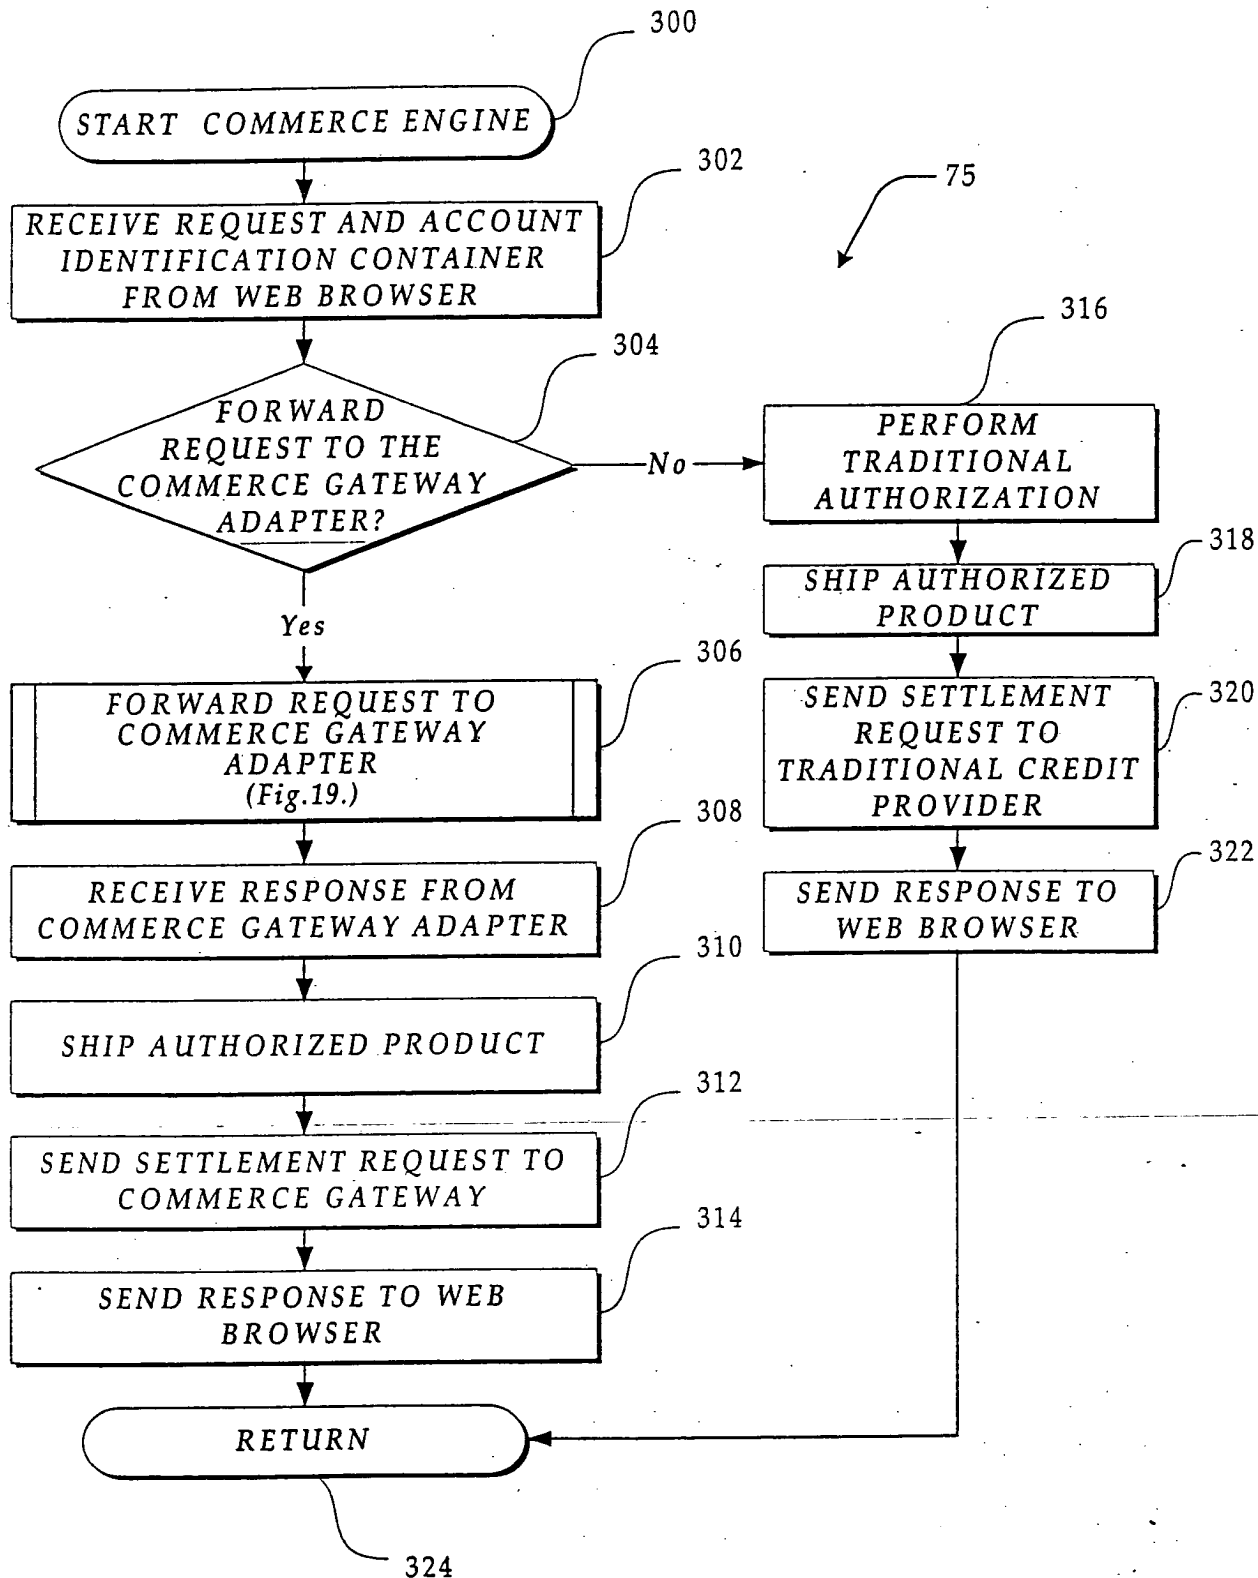 300
START COMMERCE ENGINE
302
RECEIVE REQUEST AND ACCOUNT
IDENTIFICATION CONTAINER
FROM WEB BROWSER
75
304
FORWARD
REQUEST TO THE
COMMERCE GATEWAY
ADAPTER?
No
Yes
316
PERFORM
TRADITIONAL
AUTHORIZATION
318
SHIP AUTHORIZED
PRODUCT
306
FORWARD REQUEST TO
COMMERCE GATEWAY
ADAPTER
(Fig.19.)
320
SEND SETTLEMENT
REQUEST TO
TRADITIONAL CREDIT
PROVIDER
308
RECEIVE RESPONSE FROM
COMMERCE GATEWAY ADAPTER
322
SEND RESPONSE TO
WEB BROWSER
310
SHIP AUTHORIZED PRODUCT
312
SEND SETTLEMENT REQUEST TO
COMMERCE GATEWAY
314
SEND RESPONSE TO WEB
BROWSER
RETURN
324